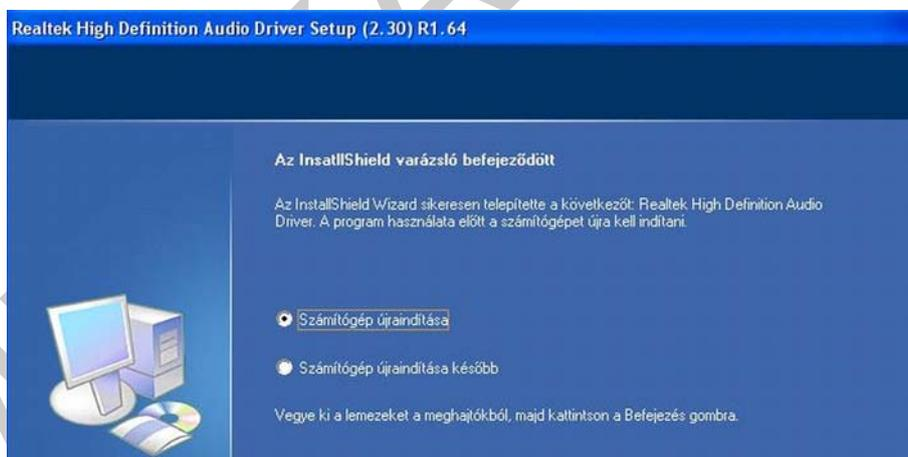 Realtek High Definition Audio Driver Setup (2.30) R1.64
Az InsatllShield varázsló befejeződött
Az InstallShield Wizard sikeresen telepítette a következőt: Realtek High Definition Audio
Driver. A program használata előtt a számítógépet újra kell indítani.
Számítógép újraindítása
Számítógép újraindítása később
Vegye ki a lemezeket a meghajtókból, majd kattintson a Befejezés gombra.